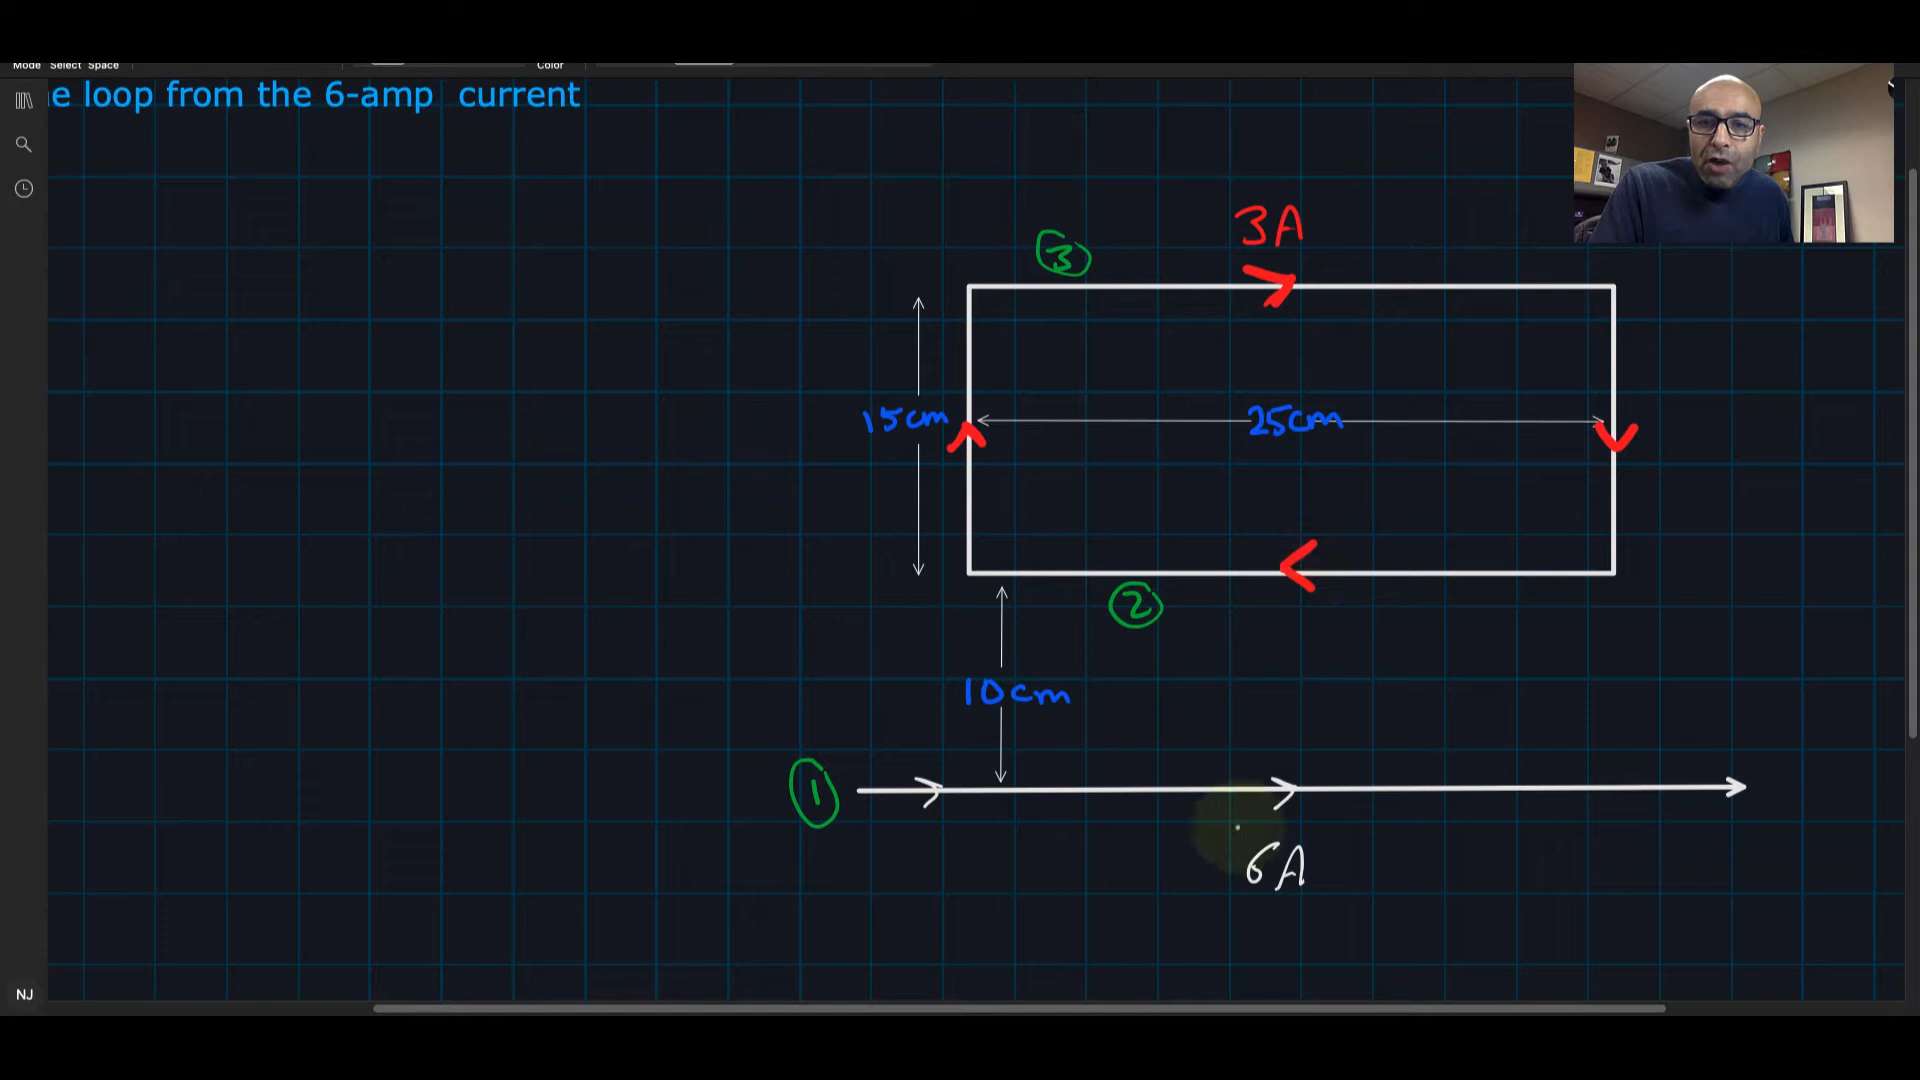 Mode Select Space Color
e loop from the 6-amp current
3A
3
15cm
25cm
2
10cm
1
6A
NJ